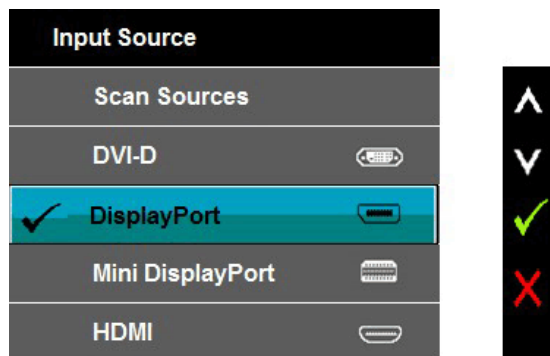 Input Source
Scan Sources
DVI-D
DisplayPort
Mini DisplayPort
HDMI